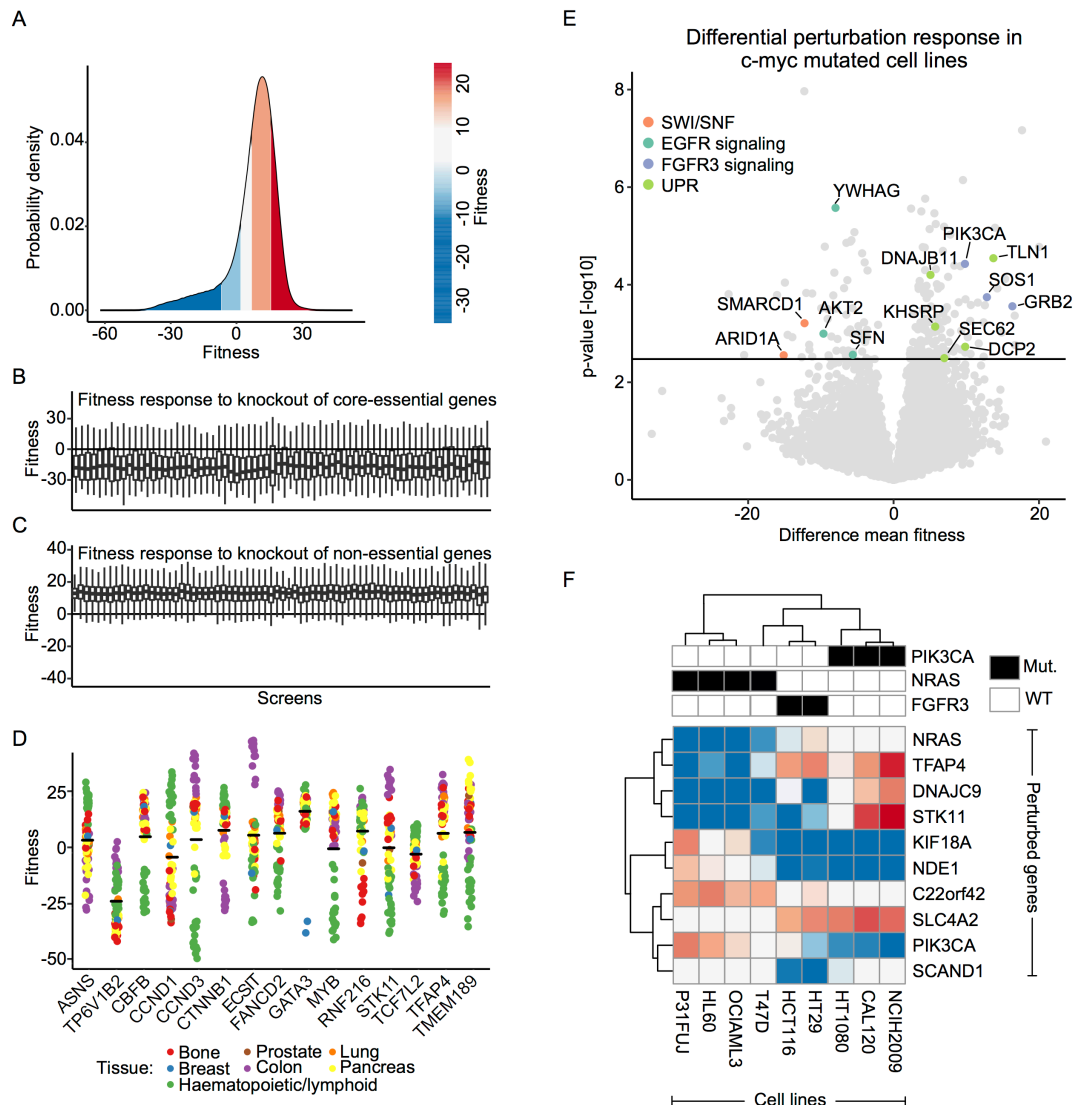 A
Probability density
0.04
0.02
0.00
-60
-30
0
30
Fitness
20
10
0
-10
-20
-30
Fitness
B
Fitness response to knockout of core-essential genes
Fitness
30
0
-30
C
Fitness response to knockout of non-essential genes
Fitness
40
20
0
-20
-40
Screens
D
Fitness
25
0
-25
-50
ASNS
TP6V1B2
CBFB
CCND1
CCND3
CTNNB1
ECSIT
FANCD2
GATA3
MYB
RNF216
STK11
TCF7L2
TFAP4
TMEM189
Tissue:
Bone
Prostate
Lung
Breast
Colon
Pancreas
Haematopoietic/lymphoid
E
Differential perturbation response in
c-myc mutated cell lines
p-value [-log10]
8
6
4
2
0
SWI/SNF
EGFR signaling
FGFR3 signaling
UPR
YWHAG
PIK3CA
DNAJB11
TLN1
SOS1
SMARCD1
AKT2
KHSRP
GRB2
ARID1A
SFN
SEC62
DCP2
-20
0
20
Difference mean fitness
F
PIK3CA
NRAS
FGFR3
Mut.
WT
NRAS
TFAP4
DNAJC9
STK11
KIF18A
NDE1
C22orf42
SLC4A2
PIK3CA
SCAND1
Perturbed genes
P31FUJ
HL60
OCIAML3
T47D
HCT116
HT29
HT1080
CAL120
NCIH2009
Cell lines